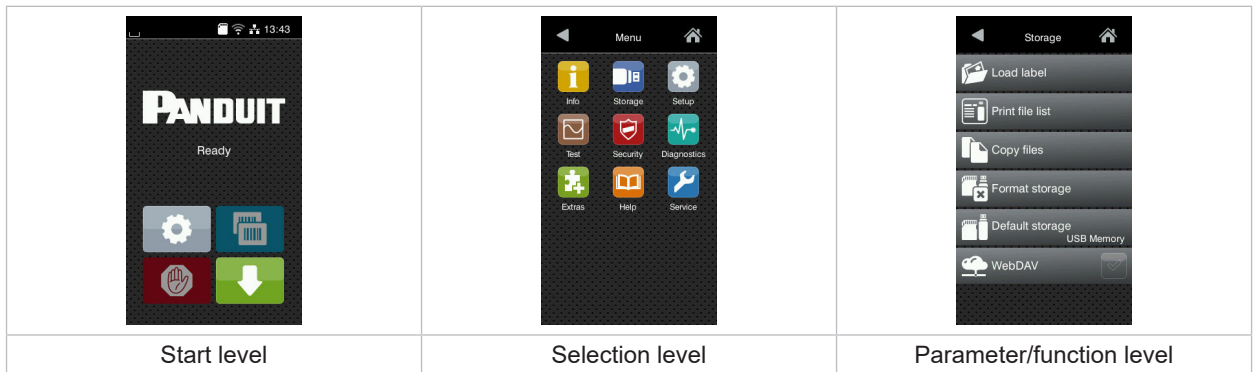 13:43
PANDUIT
Ready
Menu
Info Storage Setup
Test Security Diagnostics
Extras Help Service
Storage
Load label
Print file list
Copy files
Format storage
Default storage
USB Memory
WebDAV
Start level Selection level Parameter/function level